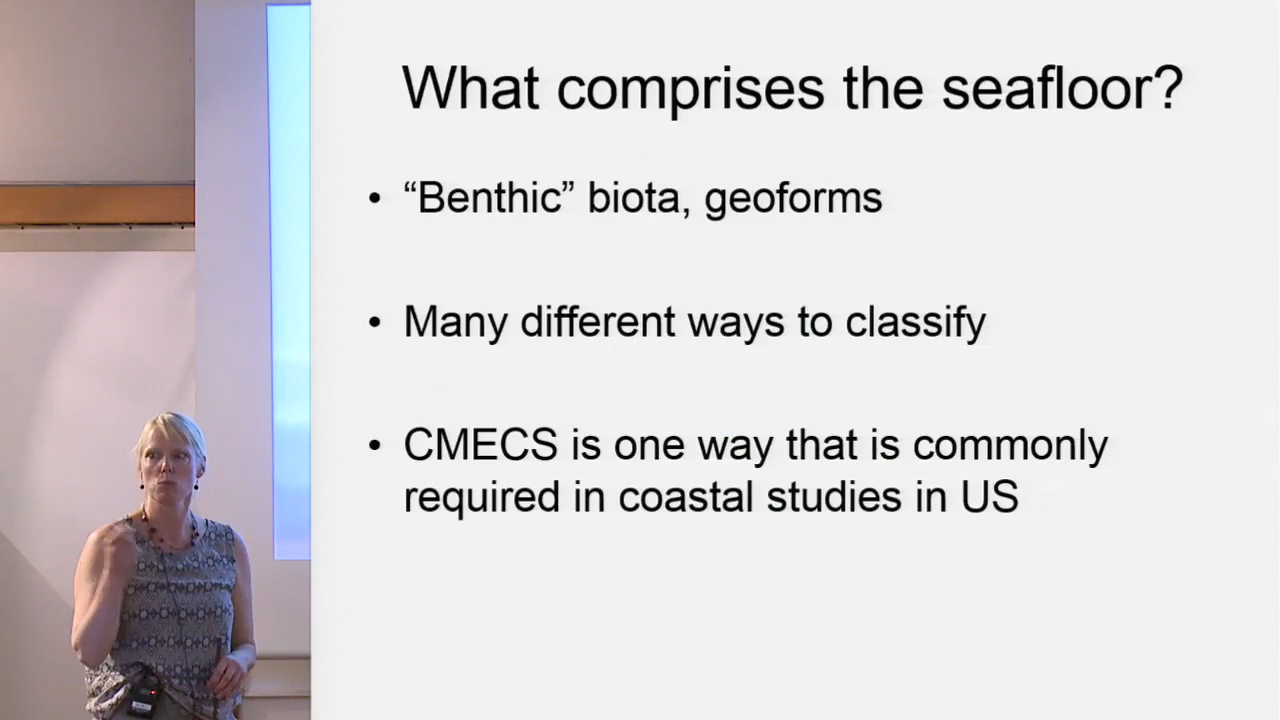 What comprises the seafloor?
• “Benthic” biota, geoforms
• Many different ways to classify
• CMECS is one way that is commonly
required in coastal studies in US